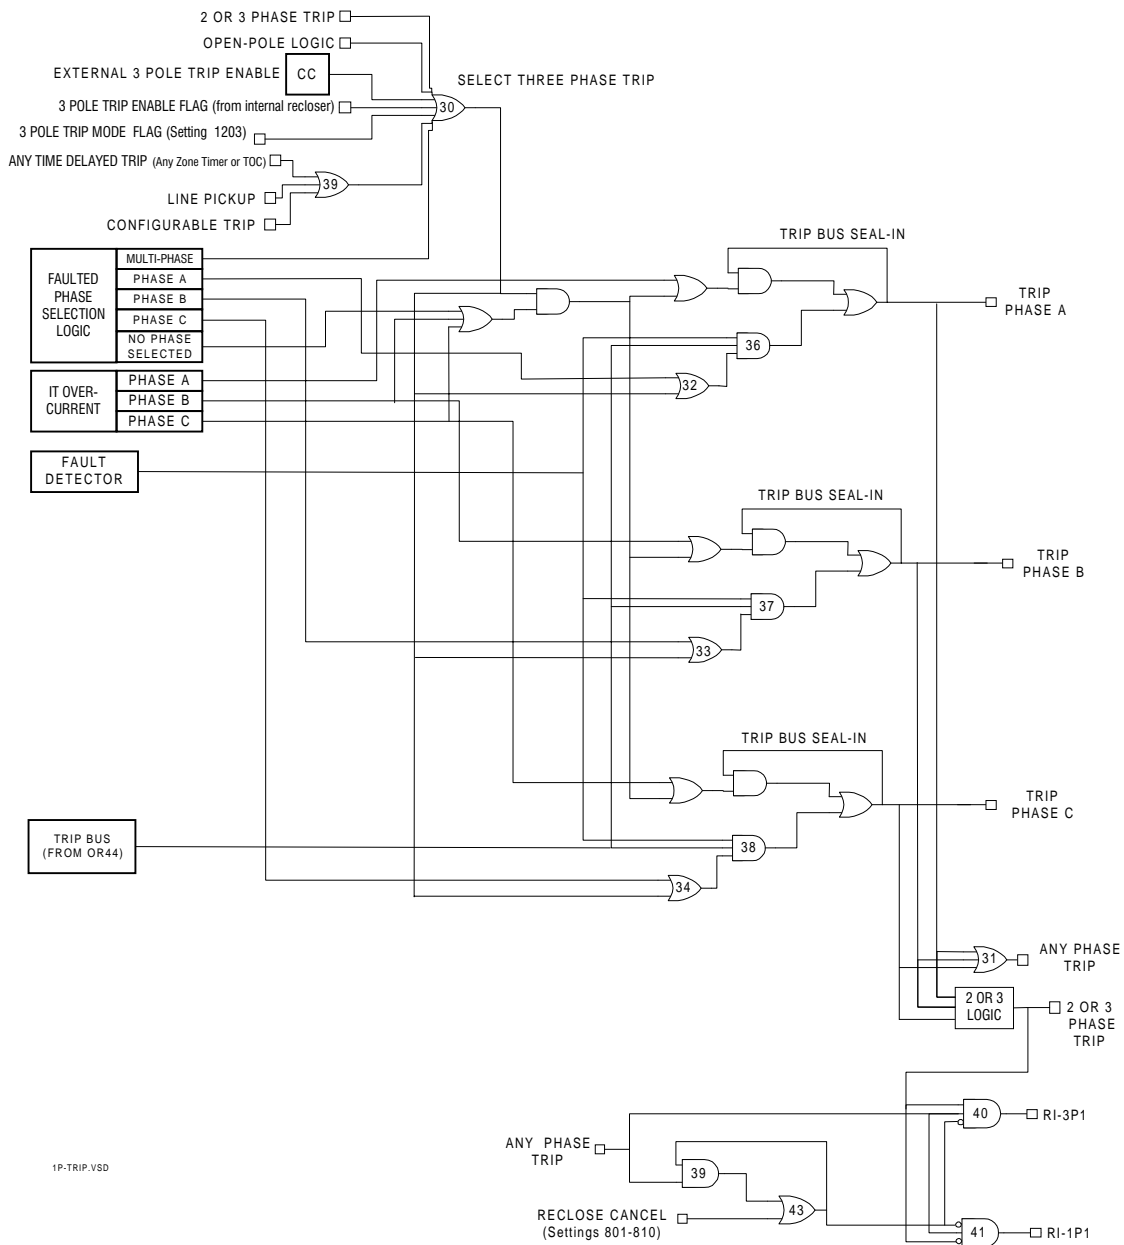 2 OR 3 PHASE TRIP
OPEN-POLE LOGIC
EXTERNAL 3 POLE TRIP ENABLE
CC
SELECT THREE PHASE TRIP
3 POLE TRIP ENABLE FLAG (from internal recloser)
30
3 POLE TRIP MODE FLAG (Setting 1203)
ANY TIME DELAYED TRIP (Any Zone Timer or TOC)
39
LINE PICKUP
CONFIGURABLE TRIP
FAULTED
PHASE
SELECTION
LOGIC
MULTI-PHASE
PHASE A
PHASE B
PHASE C
NO PHASE
SELECTED
IT OVER-
CURRENT
PHASE A
PHASE B
PHASE C
FAULT
DETECTOR
TRIP BUS SEAL-IN
TRIP
PHASE A
36
32
TRIP BUS SEAL-IN
TRIP
PHASE B
37
33
TRIP BUS SEAL-IN
TRIP
PHASE C
TRIP BUS
(FROM OR44)
38
34
31
ANY PHASE
TRIP
2 OR 3
LOGIC
2 OR 3
PHASE
TRIP
40
RI-3P1
ANY PHASE
TRIP
39
43
RECLOSE CANCEL
(Settings 801-810)
41
RI-1P1
1P-TRIP.VSD